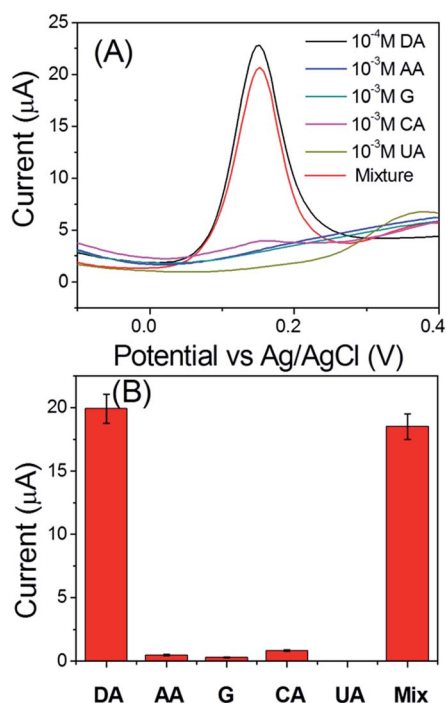 (A)
25
20
15
10
5
0
Current (μA)
10⁻⁴M DA
10⁻³M AA
10⁻³M G
10⁻³M CA
10⁻³M UA
Mixture
0.0 0.2 0.4
Potential vs Ag/AgCl (V)
(B)
20
15
10
5
0
Current (μA)
DA AA G CA UA Mix